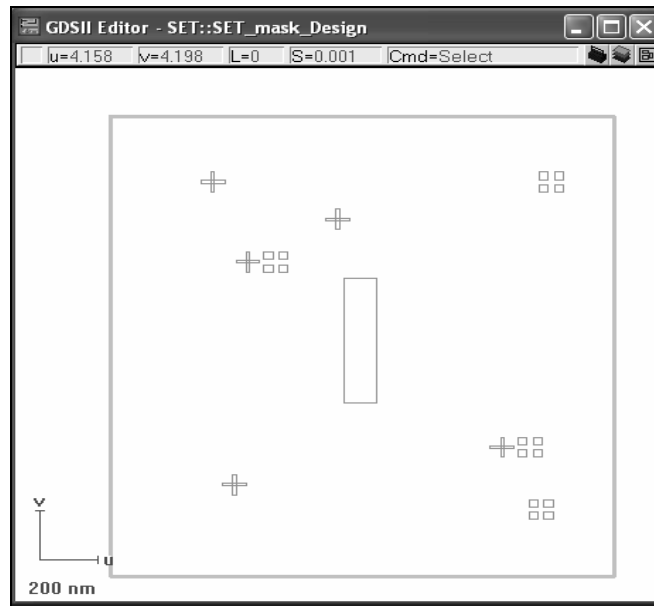 GDSII Editor - SET::SET_mask_Design
u=4.158 v=4.198 L=0 S=0.001 Cmd=Select
v
u
200 nm